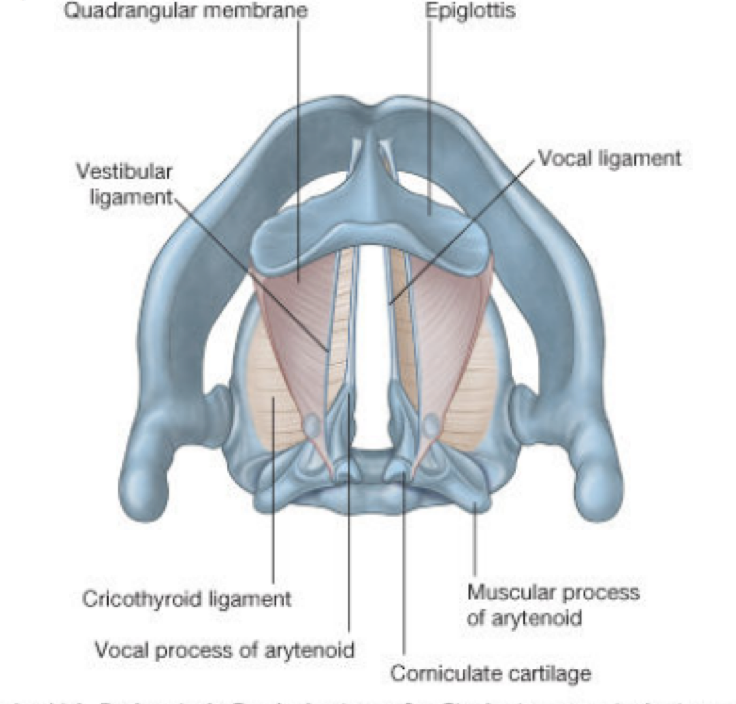 Quadrangular membrane
Epiglottis
Vestibular
ligament
Vocal ligament
Cricothyroid ligament
Muscular process
of arytenoid
Vocal process of arytenoid
Corniculate cartilage